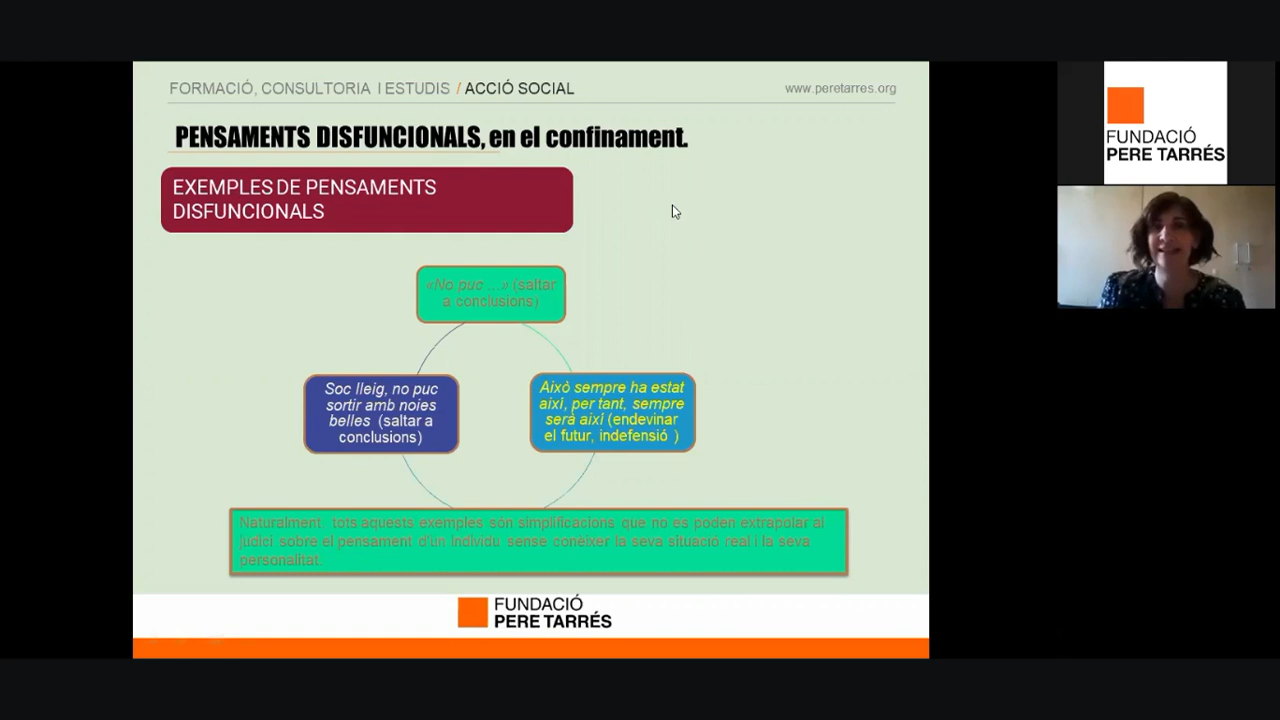 FORMACIÓ, CONSULTORIA I ESTUDIS / ACCIÓ SOCIAL
www.peretarres.org
PENSAMENTS DISFUNCIONALS, en el confinament.
EXEMPLES DE PENSAMENTS
DISFUNCIONALS
«No puc ...» (saltar
a conclusions)
Soc lleig, no puc
sortir amb noies
belles (saltar a
conclusions)
Això sempre ha estat
així, per tant, sempre
serà així (endevinar
el futur, indefensió )
Naturalment, tots aquests exemples són simplificacions que no es poden extrapolar al
judici sobre el pensament d'un individu sense conèixer la seva situació real i la seva
personalitat.
FUNDACIÓ
PERE TARRÉS
FUNDACIÓ
PERE TARRÉS